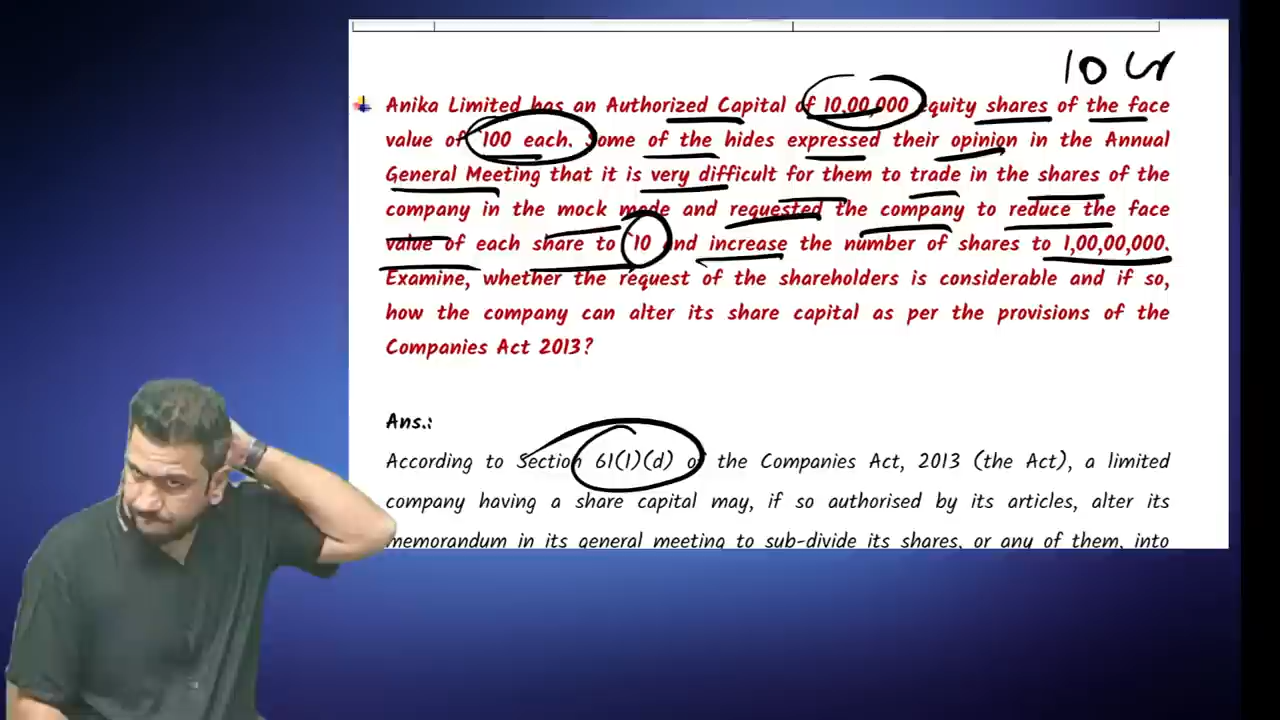 10 Cr
Anika Limited has an Authorized Capital of 10,00,000 equity shares of the face
value of `100 each. Some of the hides expressed their opinion in the Annual
General Meeting that it is very difficult for them to trade in the shares of the
company in the mock mode and requested the company to reduce the face
value of each share to `10 and increase the number of shares to 1,00,00,000.
Examine, whether the request of the shareholders is considerable and if so,
how the company can alter its share capital as per the provisions of the
Companies Act 2013?
Ans.:
According to Section 61(1)(d) of the Companies Act, 2013 (the Act), a limited
company having a share capital may, if so authorised by its articles, alter its
memorandum in its general meeting to sub-divide its shares, or any of them, into